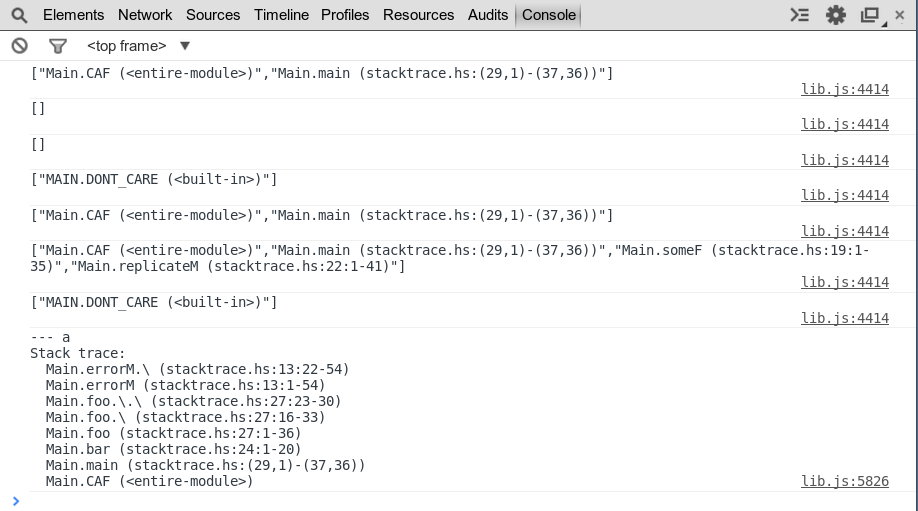 Elements Network Sources Timeline Profiles Resources Audits Console
<top frame> ▼
["Main.CAF (<entire-module>)","Main.main (stacktrace.hs:(29,1)-(37,36))"]
lib.js:4414
[]
lib.js:4414
[]
lib.js:4414
["MAIN.DONT_CARE (<built-in>)"]
lib.js:4414
["Main.CAF (<entire-module>)","Main.main (stacktrace.hs:(29,1)-(37,36))"]
lib.js:4414
["Main.CAF (<entire-module>)","Main.main (stacktrace.hs:(29,1)-(37,36))","Main.someF (stacktrace.hs:19:1-
35)","Main.replicateM (stacktrace.hs:22:1-41)"]
lib.js:4414
["MAIN.DONT_CARE (<built-in>)"]
lib.js:4414
--- a
Stack trace:
  Main.errorM.\ (stacktrace.hs:13:22-54)
  Main.errorM (stacktrace.hs:13:1-54)
  Main.foo.\.\ (stacktrace.hs:27:23-30)
  Main.foo.\ (stacktrace.hs:27:16-33)
  Main.foo (stacktrace.hs:27:1-36)
  Main.bar (stacktrace.hs:24:1-20)
  Main.main (stacktrace.hs:(29,1)-(37,36))
  Main.CAF (<entire-module>) lib.js:5826